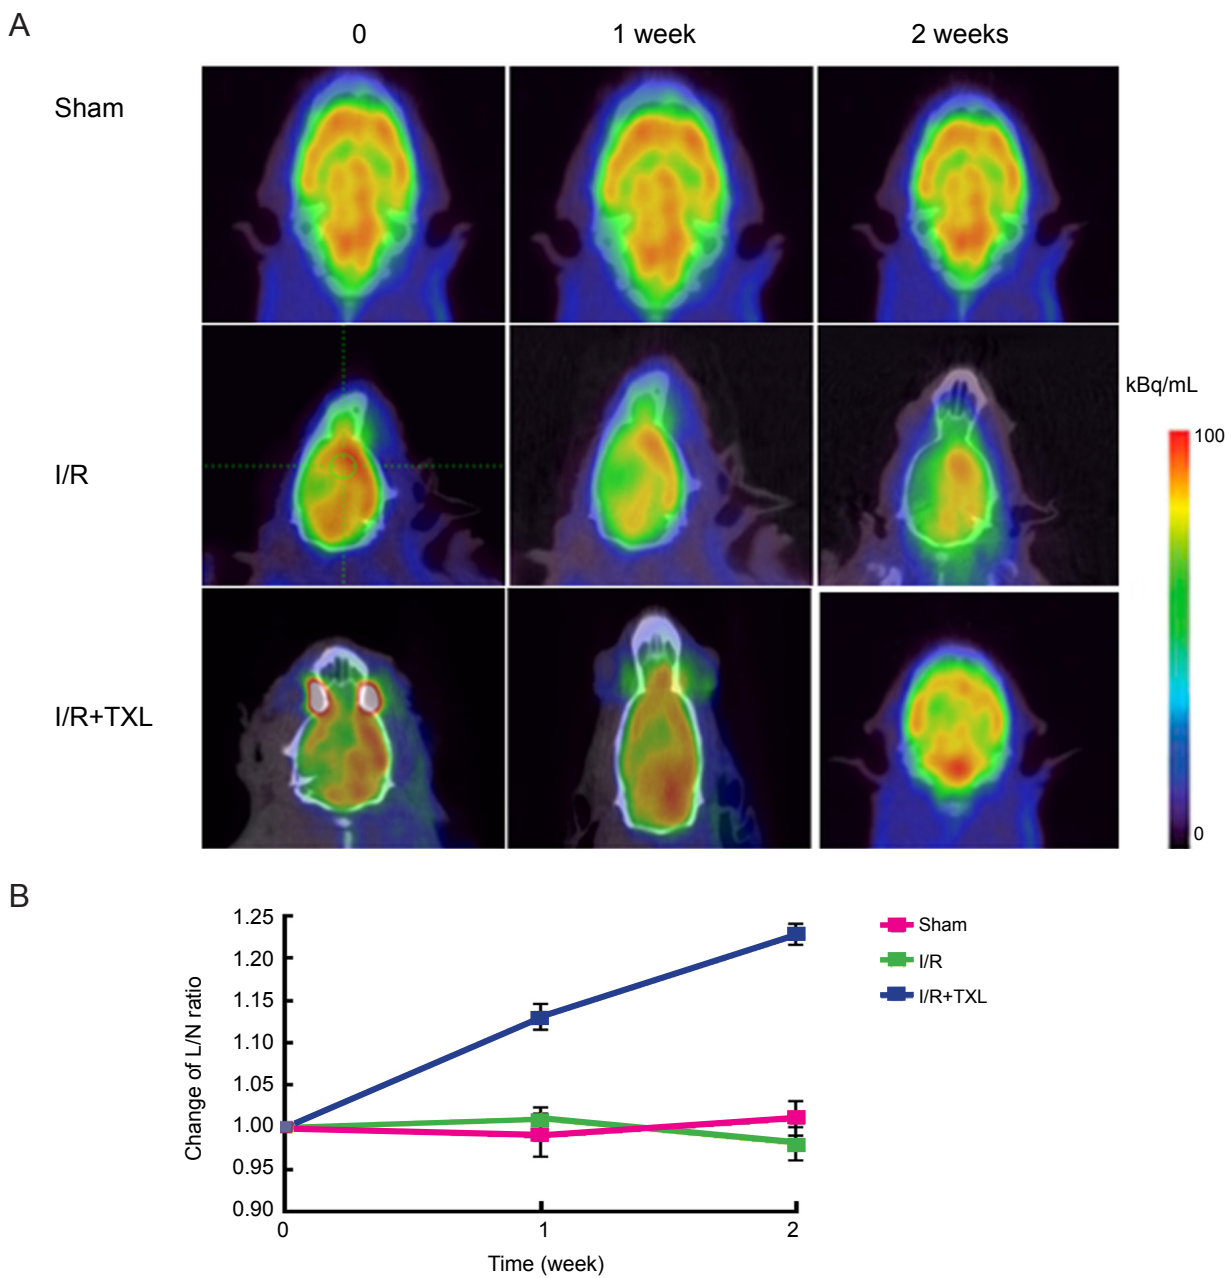 A
0 1 week 2 weeks
Sham
I/R
I/R+TXL
kBq/mL
100
0
B
Change of L/N ratio
1.25
1.20
1.15
1.10
1.05
1.00
0.95
0.90
0 1 2
Time (week)
Sham
I/R
I/R+TXL